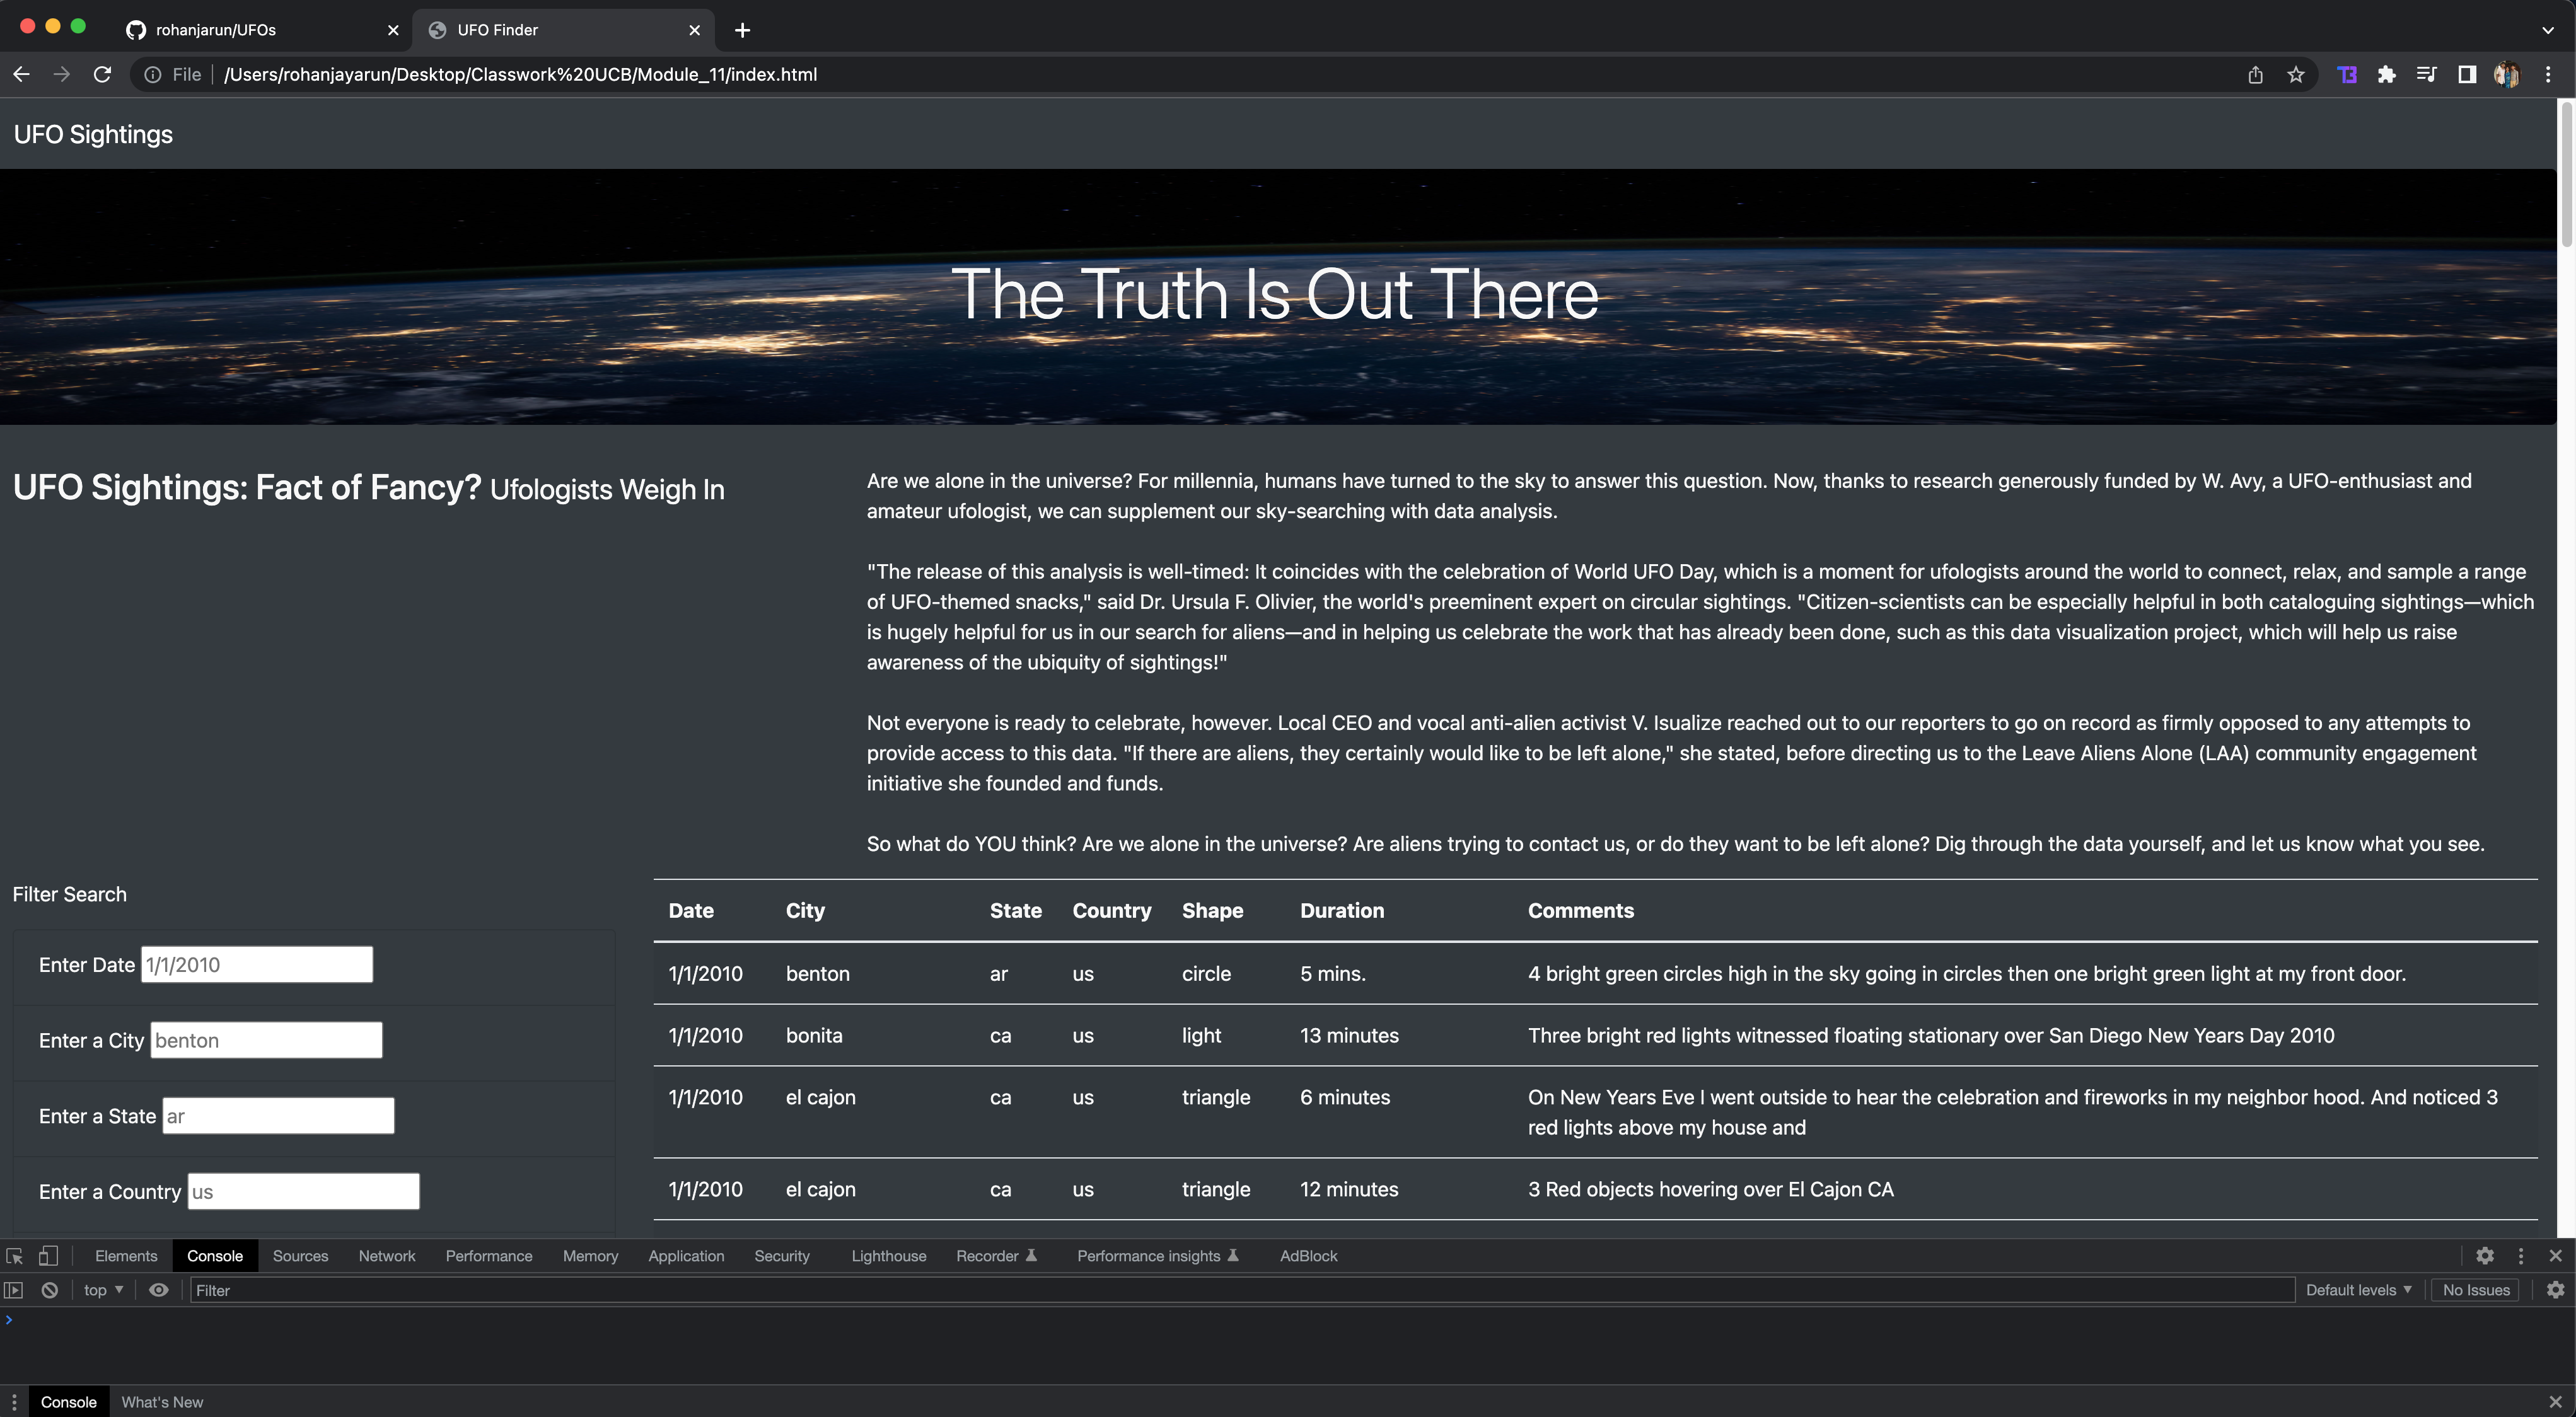 rohanjarun/UFOs
UFO Finder
File
/Users/rohanjayarun/Desktop/Classwork%20UCB/Module_11/index.html
UFO Sightings
The Truth Is Out There
UFO Sightings: Fact of Fancy? Ufologists Weigh In
Are we alone in the universe? For millennia, humans have turned to the sky to answer this question. Now, thanks to research generously funded by W. Avy, a UFO-enthusiast and
amateur ufologist, we can supplement our sky-searching with data analysis.
"The release of this analysis is well-timed: It coincides with the celebration of World UFO Day, which is a moment for ufologists around the world to connect, relax, and sample a range
of UFO-themed snacks," said Dr. Ursula F. Olivier, the world's preeminent expert on circular sightings. "Citizen-scientists can be especially helpful in both cataloguing sightings—which
is hugely helpful for us in our search for aliens—and in helping us celebrate the work that has already been done, such as this data visualization project, which will help us raise
awareness of the ubiquity of sightings!"
Not everyone is ready to celebrate, however. Local CEO and vocal anti-alien activist V. Isualize reached out to our reporters to go on record as firmly opposed to any attempts to
provide access to this data. "If there are aliens, they certainly would like to be left alone," she stated, before directing us to the Leave Aliens Alone (LAA) community engagement
initiative she founded and funds.
So what do YOU think? Are we alone in the universe? Are aliens trying to contact us, or do they want to be left alone? Dig through the data yourself, and let us know what you see.
Filter Search
Enter Date 1/1/2010
Enter a City benton
Enter a State ar
Enter a Country us
Date City State Country Shape Duration Comments
1/1/2010 benton ar us circle 5 mins. 4 bright green circles high in the sky going in circles then one bright green light at my front door.
1/1/2010 bonita ca us light 13 minutes Three bright red lights witnessed floating stationary over San Diego New Years Day 2010
1/1/2010 el cajon ca us triangle 6 minutes On New Years Eve I went outside to hear the celebration and fireworks in my neighbor hood. And noticed 3
red lights above my house and
1/1/2010 el cajon ca us triangle 12 minutes 3 Red objects hovering over El Cajon CA
Elements Console Sources Network Performance Memory Application Security Lighthouse Recorder Performance insights AdBlock
top Filter Default levels No Issues
Console What's New